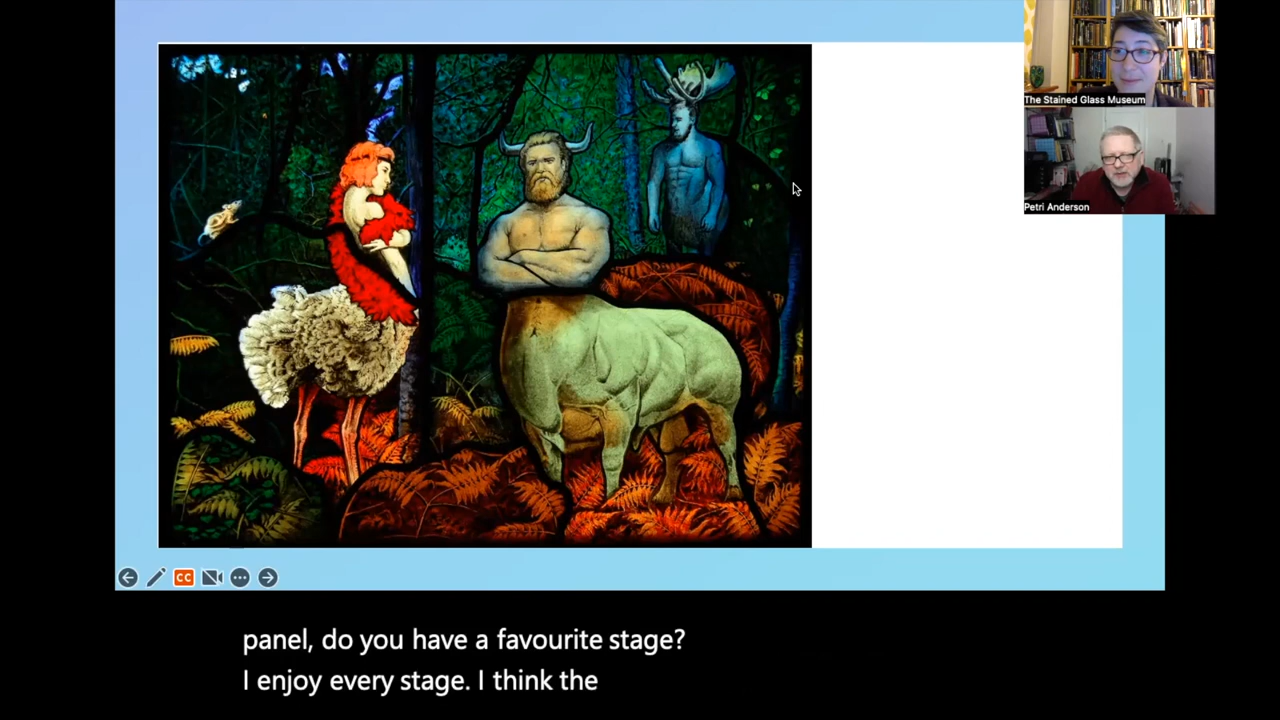 The Stained Glass Museum
Petri Anderson
CC
panel, do you have a favourite stage?
I enjoy every stage. I think the